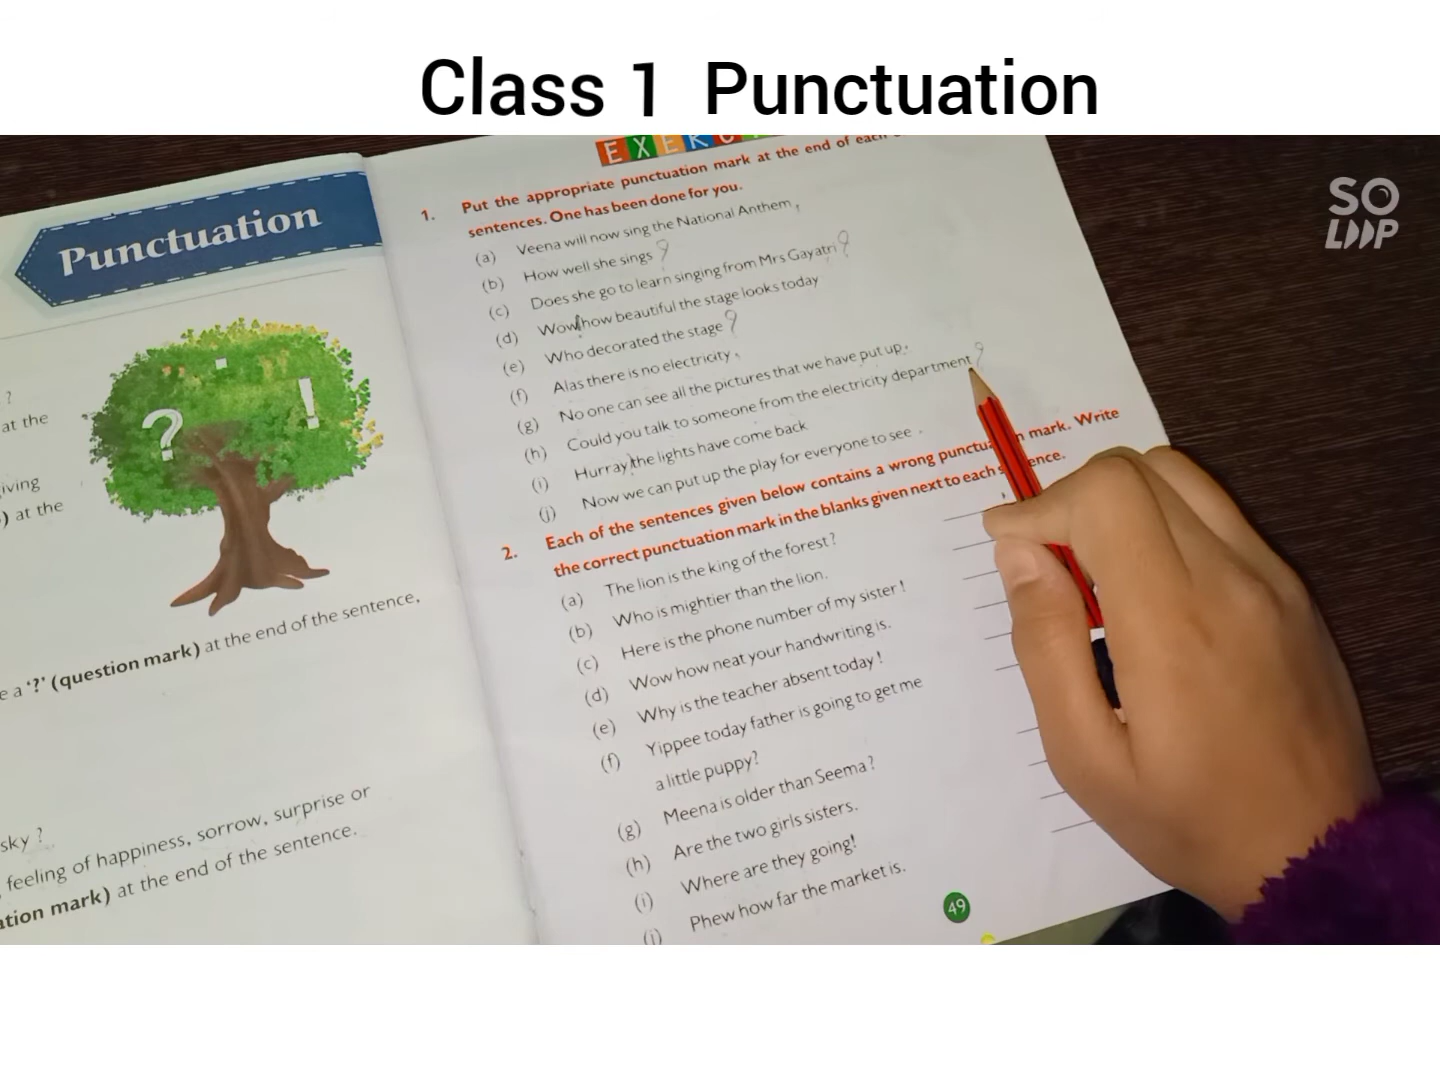 Class 1 Punctuation
SO
LOOP
Punctuation
?
at the
? !
iving
) at the
e a '?' (question mark) at the end of the sentence.
sky ?
feeling of happiness, sorrow, surprise or
ation mark) at the end of the sentence.
EXERC
1. Put the appropriate punctuation mark at the end of each
sentences. One has been done for you.
(a) Veena will now sing the National Anthem .
(b) How well she sings ?
(c) Does she go to learn singing from Mrs Gayatri ?
(d) Wow!how beautiful the stage looks today
(e) Who decorated the stage ?
(f) Alas there is no electricity .
(g) No one can see all the pictures that we have put up.
(h) Could you talk to someone from the electricity department ?
(i) Hurray!the lights have come back
(j) Now we can put up the play for everyone to see .
2. Each of the sentences given below contains a wrong mark. Write
the correct punctuation mark in the blanks given next to each
(a) The lion is the king of the forest?
(b) Who is mightier than the lion.
(c) Here is the phone number of my sister!
(d) Wow how neat your handwriting is.
(e) Why is the teacher absent today!
(f) Yippee today father is going to get me
a little puppy?
(g) Meena is older than Seema?
(h) Are the two girls sisters.
(i) Where are they going!
(j) Phew how far the market is.
49